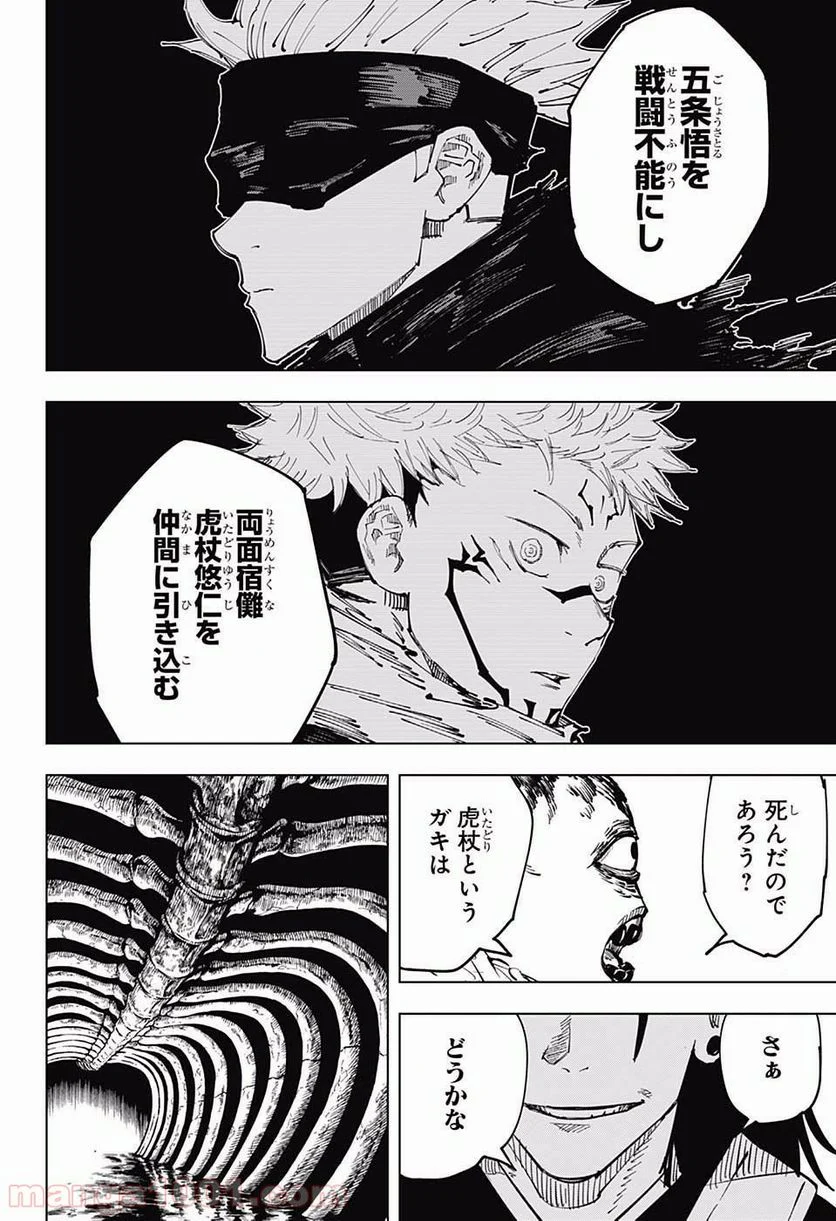 五条悟を
戦闘不能にし
両面宿儺
虎杖悠仁を
仲間に引き込む
死んだので
あろう?
虎杖という
ガキは
さぁ
どうかな